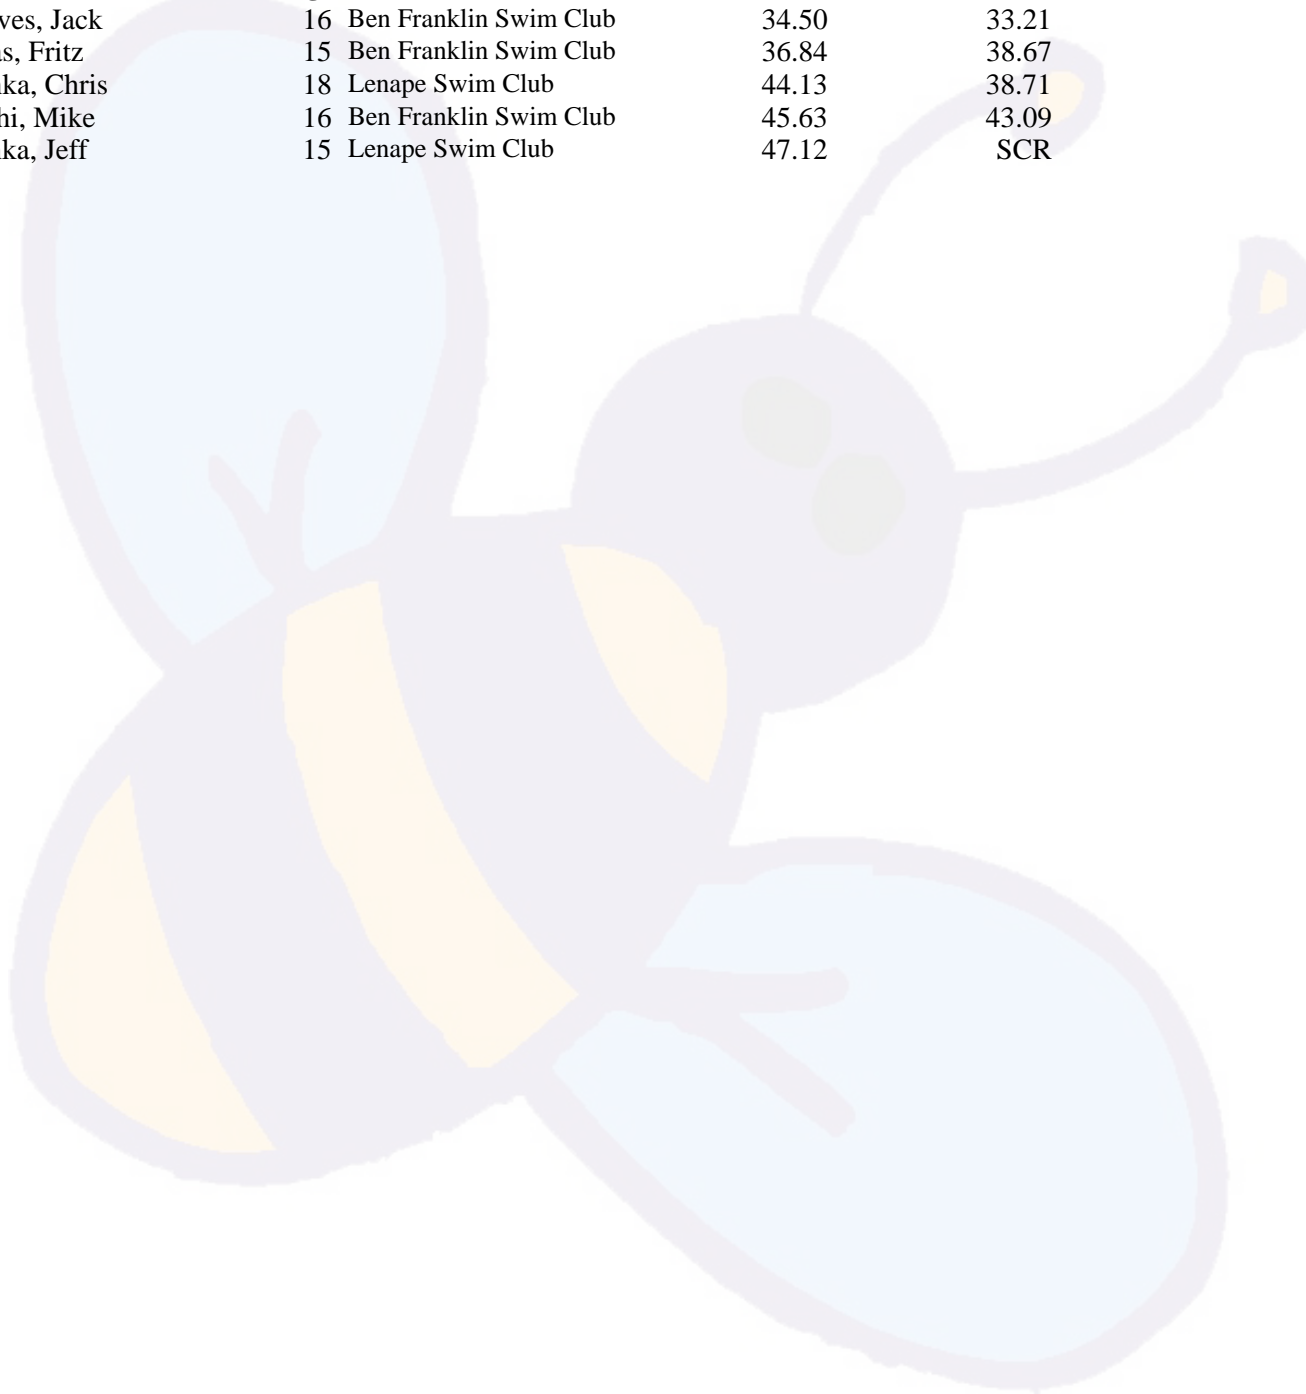 ves, Jack 16 Ben Franklin Swim Club 34.50 33.21
s, Fritz 15 Ben Franklin Swim Club 36.84 38.67
ka, Chris 18 Lenape Swim Club 44.13 38.71
hi, Mike 16 Ben Franklin Swim Club 45.63 43.09
ka, Jeff 15 Lenape Swim Club 47.12 SCR